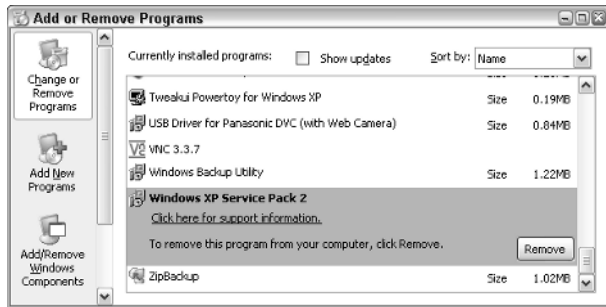 Add or Remove Programs
Change or
Remove
Programs
Add New
Programs
Add/Remove
Windows
Components
Currently installed programs: Show updates Sort by: Name
Tweakui Powertoy for Windows XP Size 0.19MB
USB Driver for Panasonic DVC (with Web Camera) Size 0.84MB
VNC 3.3.7
Windows Backup Utility Size 1.22MB
Windows XP Service Pack 2
Click here for support information.
To remove this program from your computer, click Remove. Remove
ZipBackup Size 1.02MB